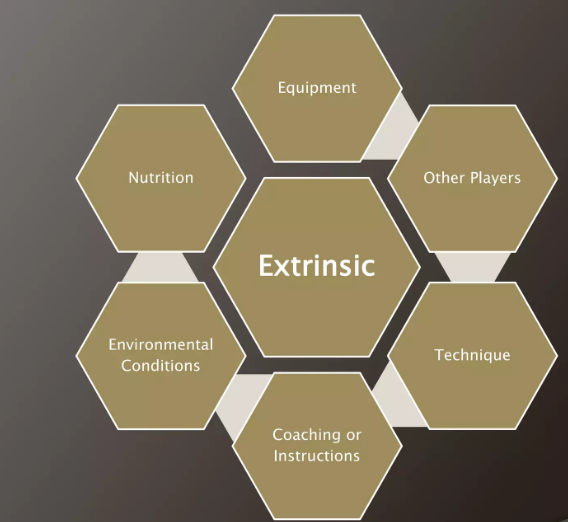 Equipment
Other Players
Technique
Coaching or
Instructions
Environmental
Conditions
Nutrition
Extrinsic